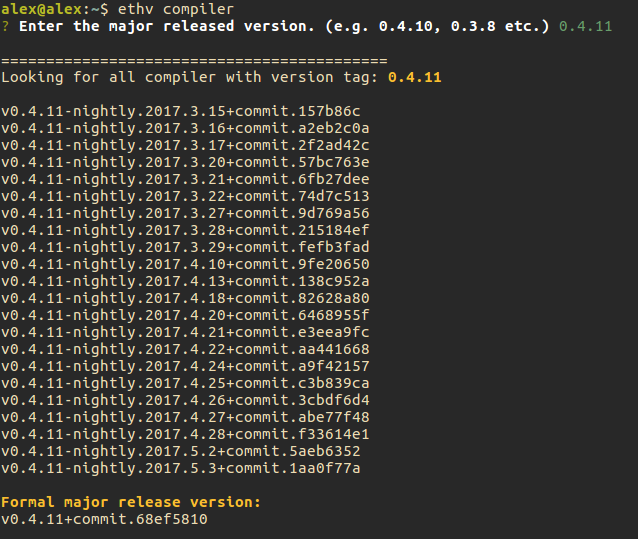 alex@alex:~$ ethv compiler
? Enter the major released version. (e.g. 0.4.10, 0.3.8 etc.) 0.4.11
===========================================
Looking for all compiler with version tag: 0.4.11
v0.4.11-nightly.2017.3.15+commit.157b86c
v0.4.11-nightly.2017.3.16+commit.a2eb2c0a
v0.4.11-nightly.2017.3.17+commit.2f2ad42c
v0.4.11-nightly.2017.3.20+commit.57bc763e
v0.4.11-nightly.2017.3.21+commit.6fb27dee
v0.4.11-nightly.2017.3.22+commit.74d7c513
v0.4.11-nightly.2017.3.27+commit.9d769a56
v0.4.11-nightly.2017.3.28+commit.215184ef
v0.4.11-nightly.2017.3.29+commit.fefb3fad
v0.4.11-nightly.2017.4.10+commit.9fe20650
v0.4.11-nightly.2017.4.13+commit.138c952a
v0.4.11-nightly.2017.4.18+commit.82628a80
v0.4.11-nightly.2017.4.20+commit.6468955f
v0.4.11-nightly.2017.4.21+commit.e3eea9fc
v0.4.11-nightly.2017.4.22+commit.aa441668
v0.4.11-nightly.2017.4.24+commit.a9f42157
v0.4.11-nightly.2017.4.25+commit.c3b839ca
v0.4.11-nightly.2017.4.26+commit.3cbdf6d4
v0.4.11-nightly.2017.4.27+commit.abe77f48
v0.4.11-nightly.2017.4.28+commit.f33614e1
v0.4.11-nightly.2017.5.2+commit.5aeb6352
v0.4.11-nightly.2017.5.3+commit.1aa0f77a
Formal major release version:
v0.4.11+commit.68ef5810